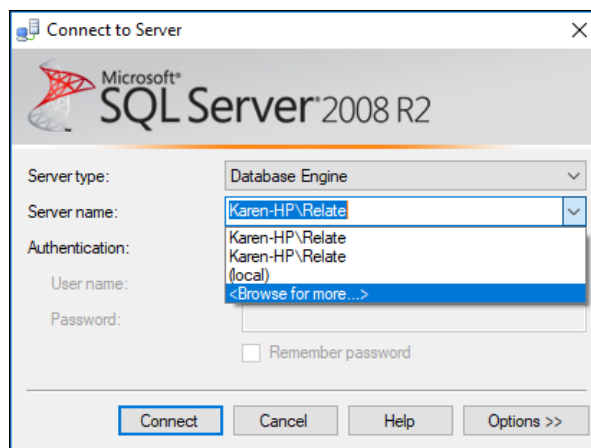 Connect to Server
Microsoft®
SQL Server® 2008 R2
Server type: Database Engine
Server name: Karen-HP\Relate
Karen-HP\Relate
Authentication: Karen-HP\Relate
(local)
User name: <Browse for more...>
Password:
Remember password
Connect Cancel Help Options >>